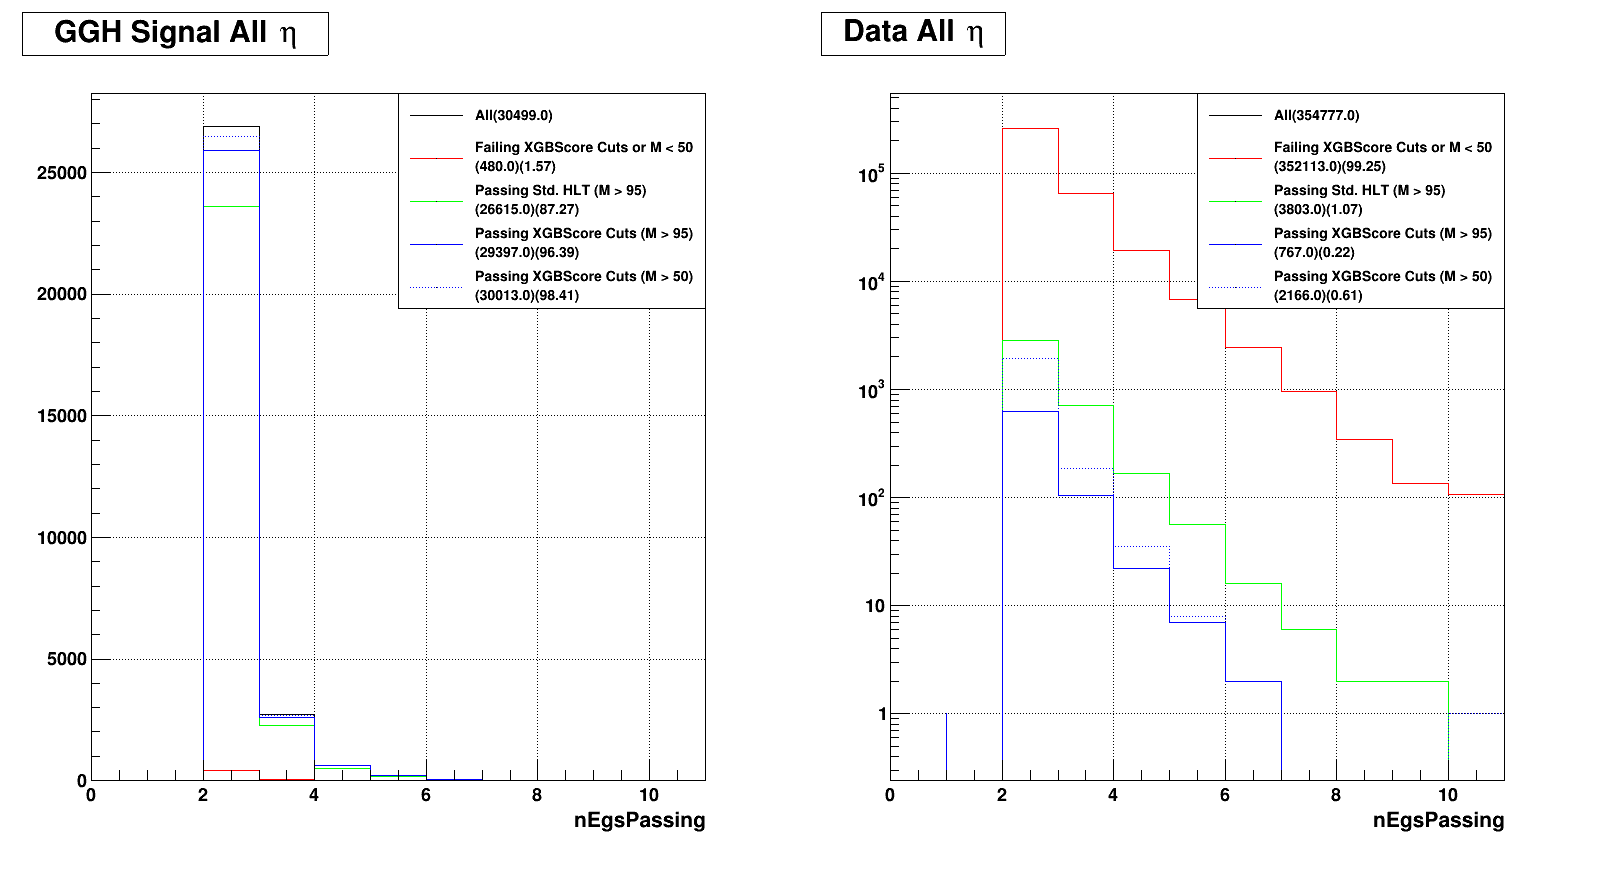 GGH Signal All η
All(30499.0)
Failing XGBScore Cuts or M < 50
(480.0)(1.57)
Passing Std. HLT (M > 95)
(26615.0)(87.27)
Passing XGBScore Cuts (M > 95)
(29397.0)(96.39)
Passing XGBScore Cuts (M > 50)
(30013.0)(98.41)
25000
20000
15000
10000
5000
0
0 2 4 6 8 10
nEgsPassing
Data All η
All(354777.0)
Failing XGBScore Cuts or M < 50
(352113.0)(99.25)
Passing Std. HLT (M > 95)
(3803.0)(1.07)
Passing XGBScore Cuts (M > 95)
(767.0)(0.22)
Passing XGBScore Cuts (M > 50)
(2166.0)(0.61)
10⁵
10⁴
10³
10²
10
1
0 2 4 6 8 10
nEgsPassing